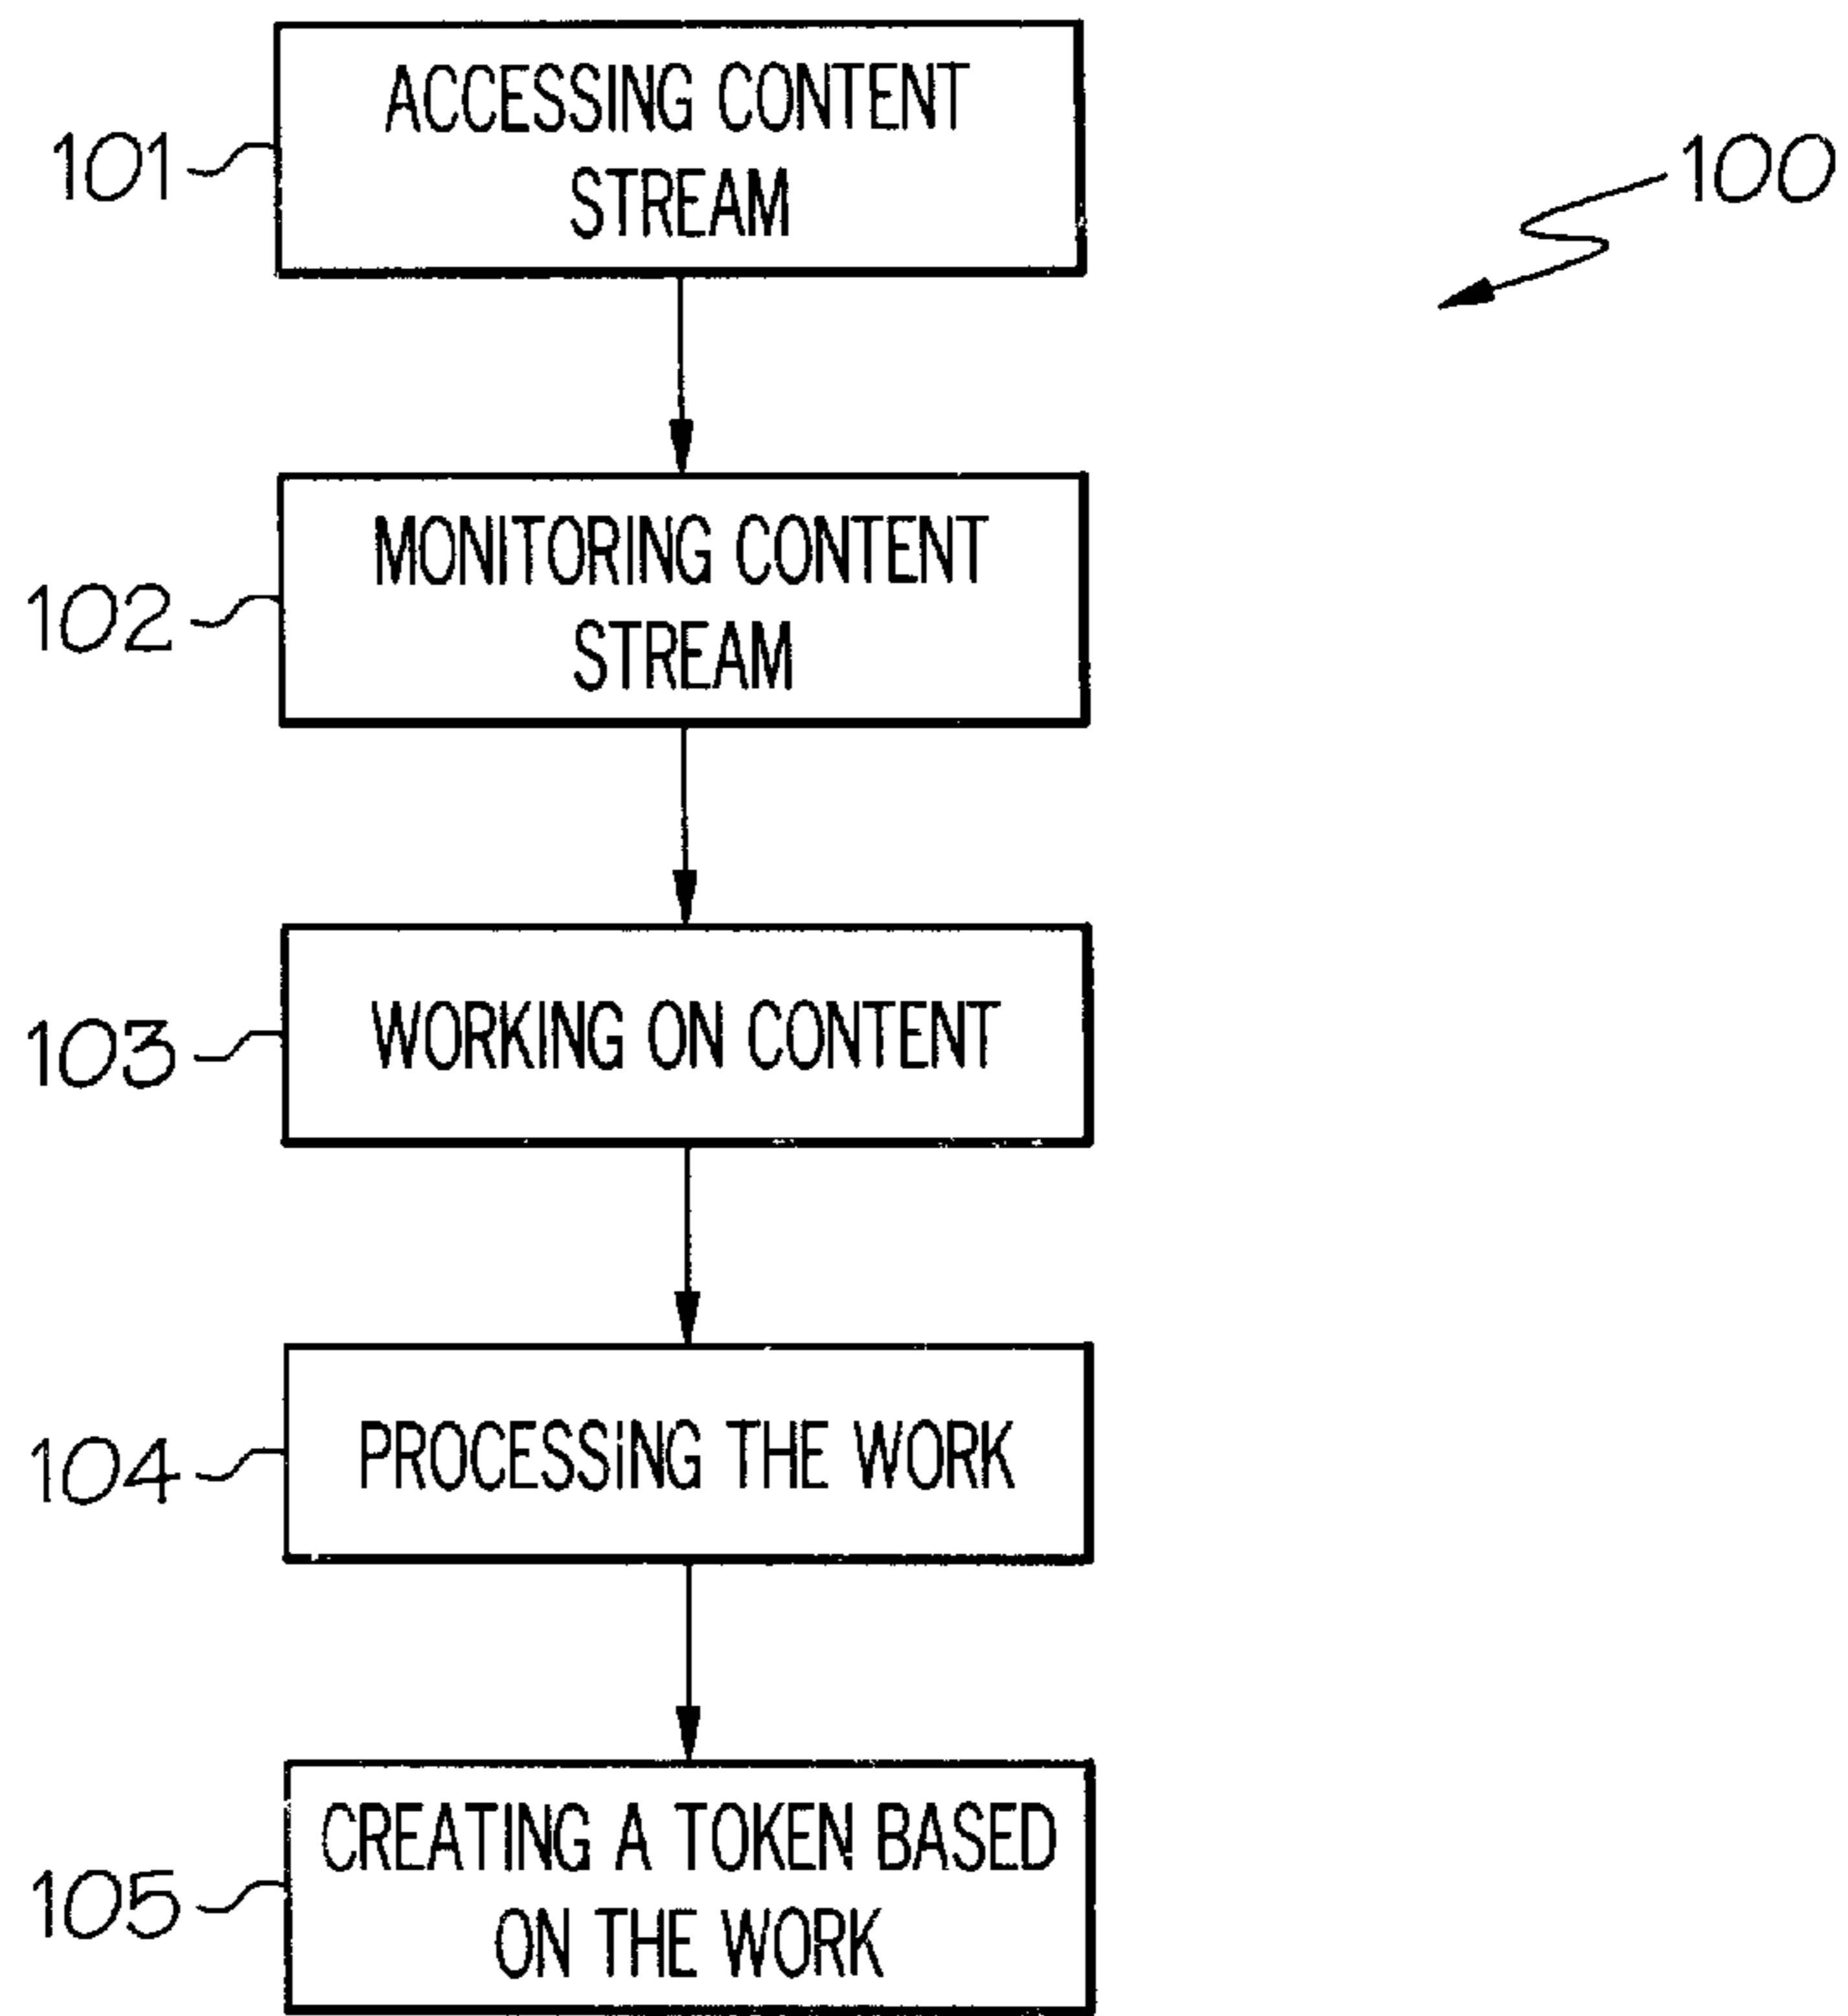 101
ACCESSING CONTENT
STREAM
100
102
MONITORING CONTENT
STREAM
103
WORKING ON CONTENT
104
PROCESSING THE WORK
105
CREATING A TOKEN BASED
ON THE WORK